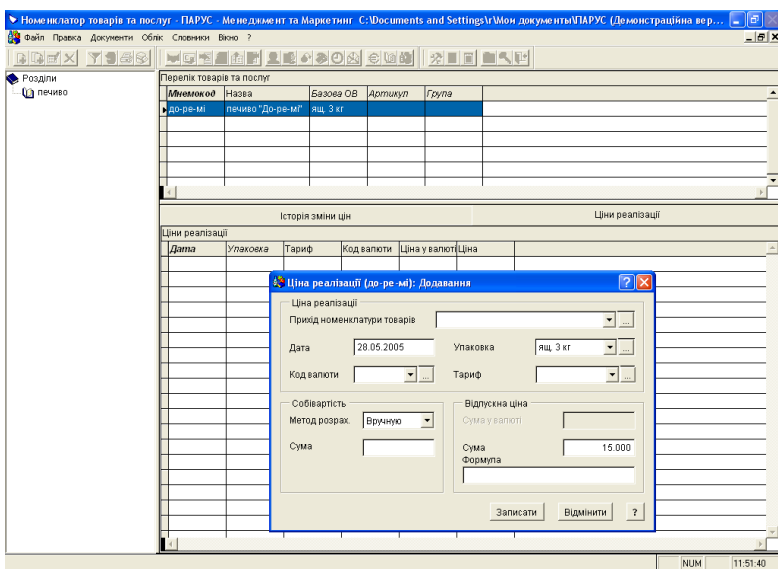 Номенклатор товарів та послуг - ПАРУС - Менеджмент та Маркетинг C:\Documents and Settings\r\Мои документы\ПАРУС (Демонстраційна вер...
Файл Правка Документи Облік Словники Вікно ?
Розділи
печиво
Перелік товарів та послуг
Мнемокод Назва Базова ОВ Артикул Група
до-ре-мі печиво "До-ре-мі" ящ. 3 кг
Історія зміни цін Ціни реалізації
Ціни реалізації
Дата Упаковка Тариф Код валюти Ціна у валюті Ціна
Ціна реалізації (до-ре-мі): Додавання
Ціна реалізації
Прихід номенклатури товарів
Дата 28.05.2005 Упаковка ящ. 3 кг
Код валюти Тариф
Собівартість Відпускна ціна
Метод розрах. Вручную Сума у валюті
Сума Сума 15.000
Формула
Записати Відмінити ?
NUM 11:51:40